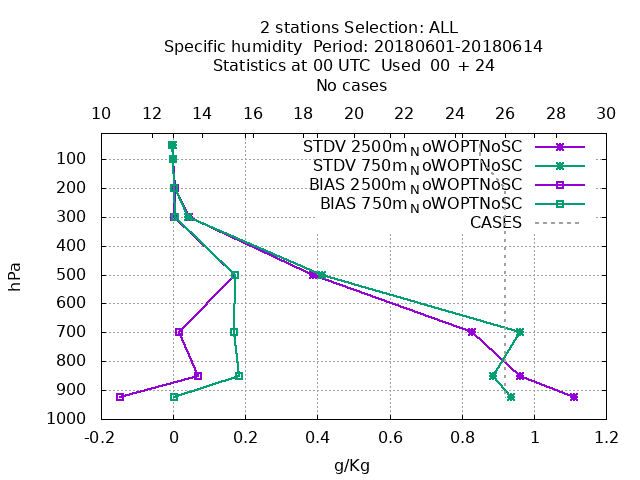 2 stations Selection: ALL
Specific humidity  Period: 20180601-20180614
Statistics at 00 UTC  Used  00 + 24
No cases
10 12 14 16 18 20 22 24 26 28 30
STDV 2500m_NoWOPTNoSC
STDV 750m_NoWOPTNoSC
BIAS 2500m_NoWOPTNoSC
BIAS 750m_NoWOPTNoSC
CASES
100
200
300
400
500
600
700
800
900
1000
hPa
-0.2 0 0.2 0.4 0.6 0.8 1 1.2
g/Kg